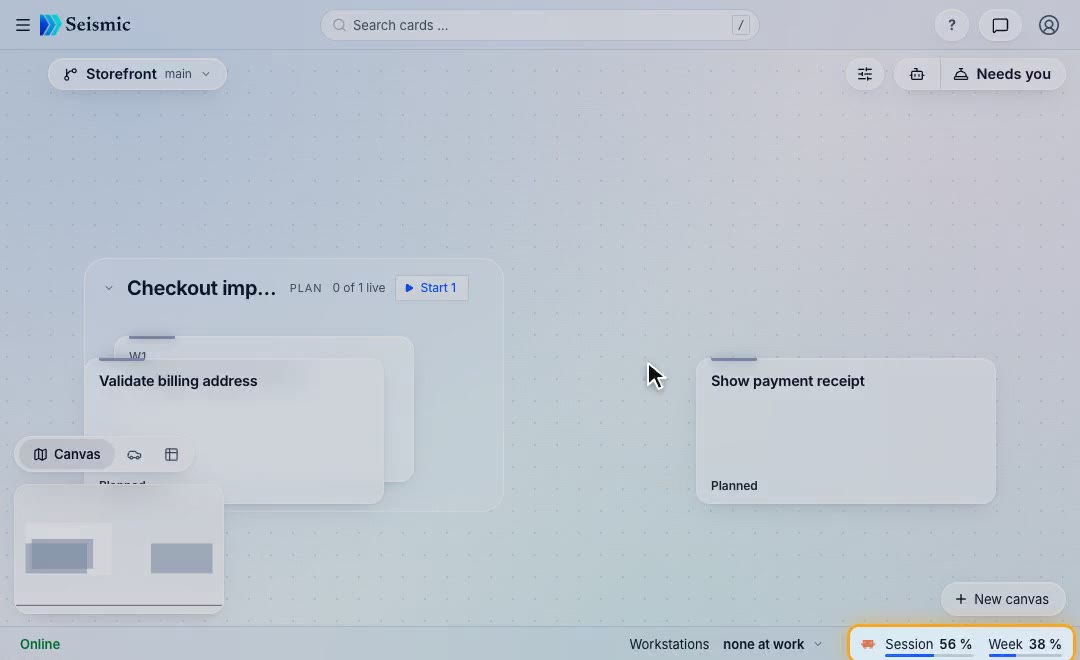 Seismic
Search cards ...
/
?
Storefront main
Needs you
Checkout imp... PLAN 0 of 1 live Start 1
W1
Validate billing address
Show payment receipt
Canvas
Planned
Planned
New canvas
Online
Workstations none at work
Session 56 % Week 38 %